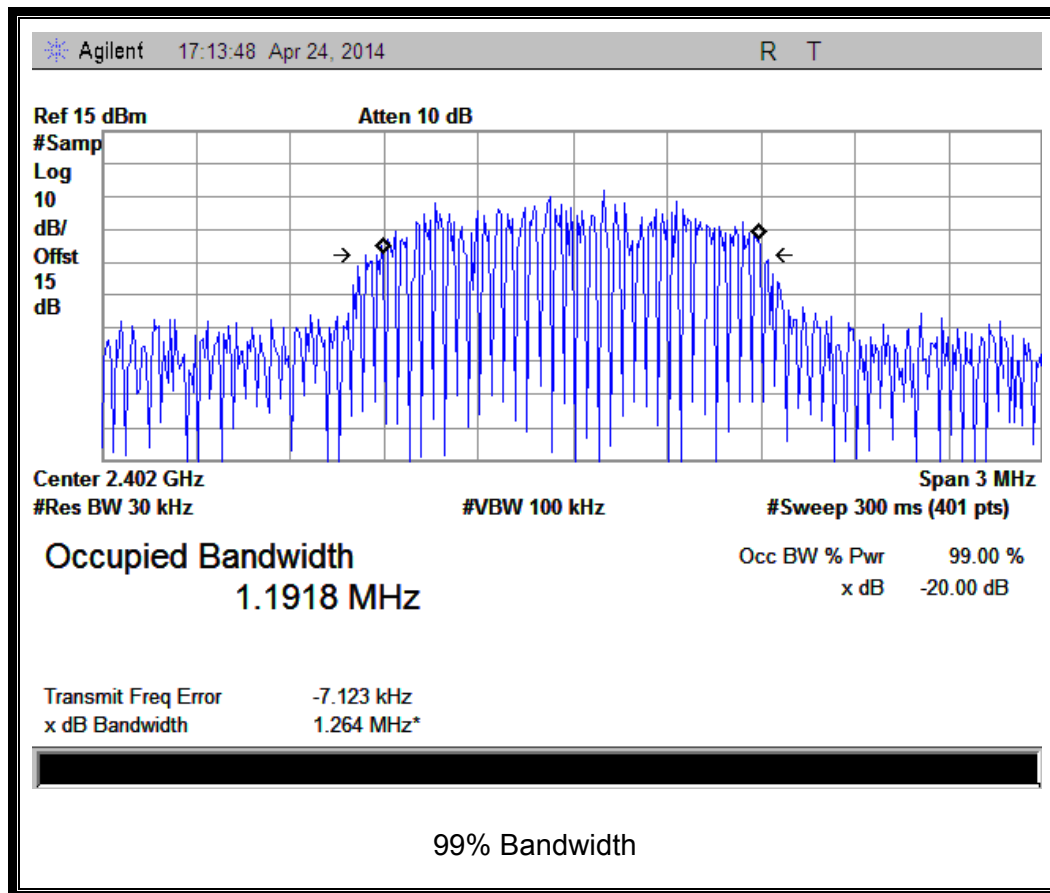 Agilent 17:13:48 Apr 24, 2014 R T
Ref 15 dBm Atten 10 dB
#Samp
Log
10
dB/
Offst
15
dB
Center 2.402 GHz Span 3 MHz
#Res BW 30 kHz #VBW 100 kHz #Sweep 300 ms (401 pts)
Occupied Bandwidth Occ BW % Pwr 99.00 %
1.1918 MHz x dB -20.00 dB
Transmit Freq Error -7.123 kHz
x dB Bandwidth 1.264 MHz*
99% Bandwidth